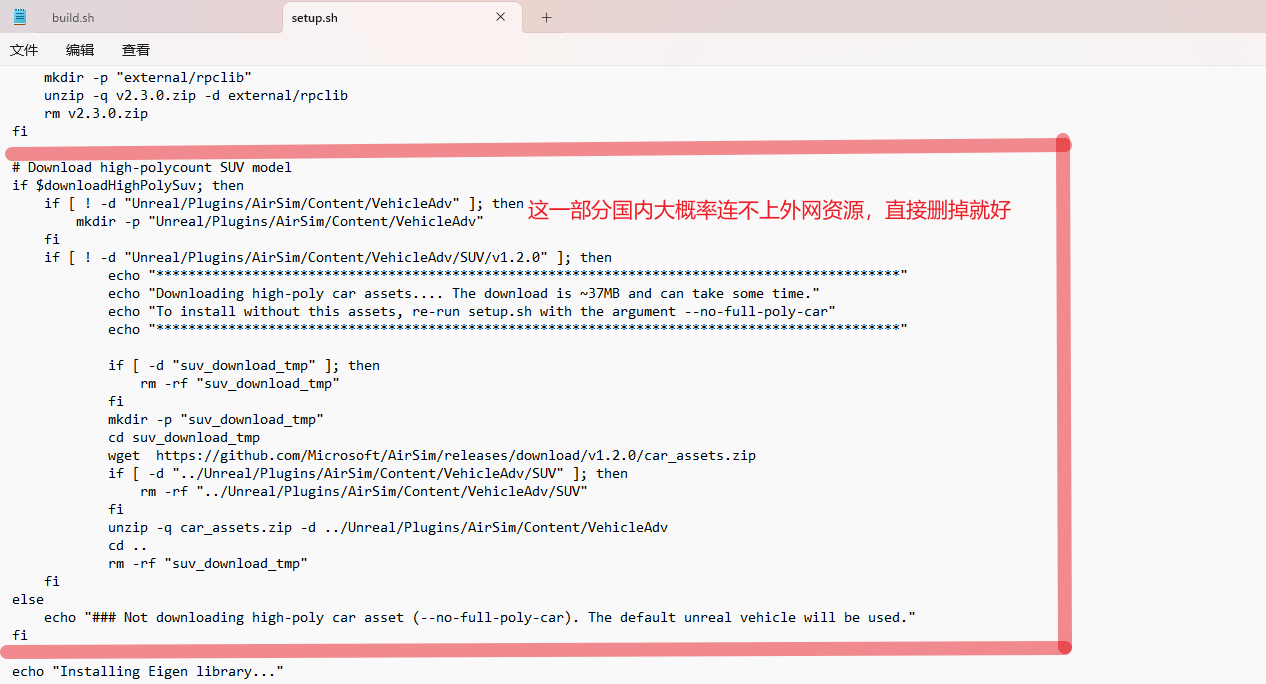 build.sh
setup.sh
文件 编辑 查看
mkdir -p "external/rpclib"
unzip -q v2.3.0.zip -d external/rpclib
rm v2.3.0.zip
fi
# Download high-polycount SUV model
if $downloadHighPolySuv; then
if [ ! -d "Unreal/Plugins/AirSim/Content/VehicleAdv" ]; then
这一部分国内大概率连不上外网资源，直接删掉就好
mkdir -p "Unreal/Plugins/AirSim/Content/VehicleAdv"
fi
if [ ! -d "Unreal/Plugins/AirSim/Content/VehicleAdv/SUV/v1.2.0" ]; then
echo "*********************************************************************************************"
echo "Downloading high-poly car assets.... The download is ~37MB and can take some time."
echo "To install without this assets, re-run setup.sh with the argument --no-full-poly-car"
echo "*********************************************************************************************"
if [ -d "suv_download_tmp" ]; then
rm -rf "suv_download_tmp"
fi
mkdir -p "suv_download_tmp"
cd suv_download_tmp
wget  https://github.com/Microsoft/AirSim/releases/download/v1.2.0/car_assets.zip
if [ -d "../Unreal/Plugins/AirSim/Content/VehicleAdv/SUV" ]; then
rm -rf "../Unreal/Plugins/AirSim/Content/VehicleAdv/SUV"
fi
unzip -q car_assets.zip -d ../Unreal/Plugins/AirSim/Content/VehicleAdv
cd ..
rm -rf "suv_download_tmp"
fi
else
echo "### Not downloading high-poly car asset (--no-full-poly-car). The default unreal vehicle will be used."
fi
echo "Installing Eigen library..."